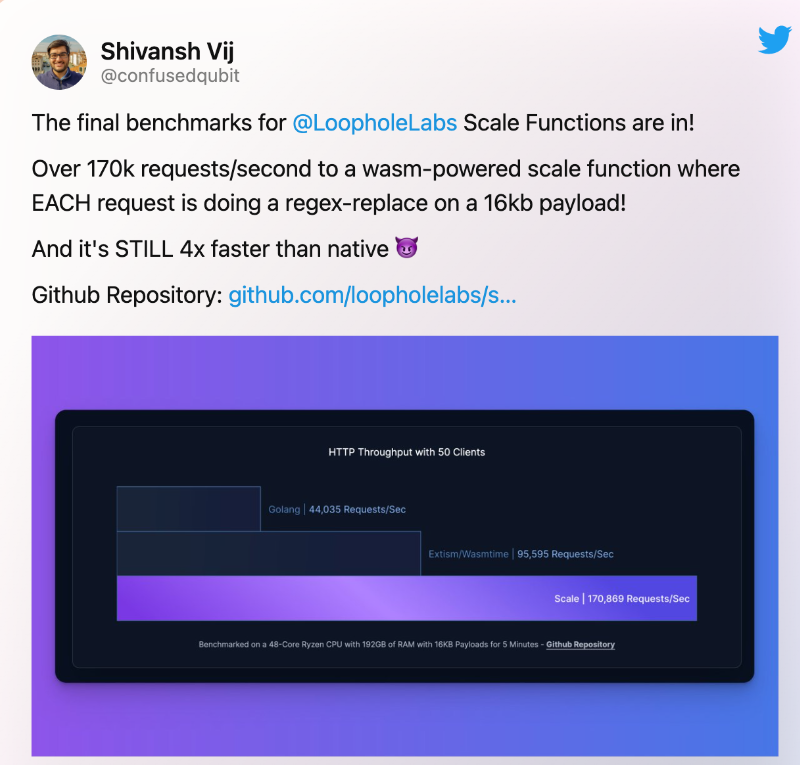 Shivansh Vij
@confusedqubit
The final benchmarks for @LoopholeLabs Scale Functions are in!
Over 170k requests/second to a wasm-powered scale function where
EACH request is doing a regex-replace on a 16kb payload!
And it's STILL 4x faster than native 😈
Github Repository: github.com/loopholelabs/s...
HTTP Throughput with 50 Clients
Golang | 44,035 Requests/Sec
Extism/Wasmtime | 95,595 Requests/Sec
Scale | 170,869 Requests/Sec
Benchmarked on a 48-Core Ryzen CPU with 192GB of RAM with 16KB Payloads for 5 Minutes - Github Repository